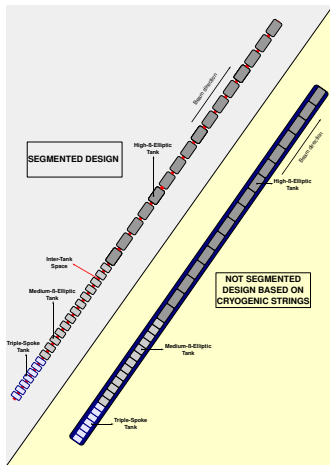 Beam direction
SEGMENTED DESIGN
High-ß-Elliptic
Tank
Beam direction
High-ß-Elliptic
Tank
Inter-Tank
Space
NOT SEGMENTED
DESIGN BASED ON
CRYOGENIC STRINGS
Medium-ß-Elliptic
Tank
Triple-Spoke
Tank
Medium-ß-Elliptic
Tank
Triple-Spoke
Tank